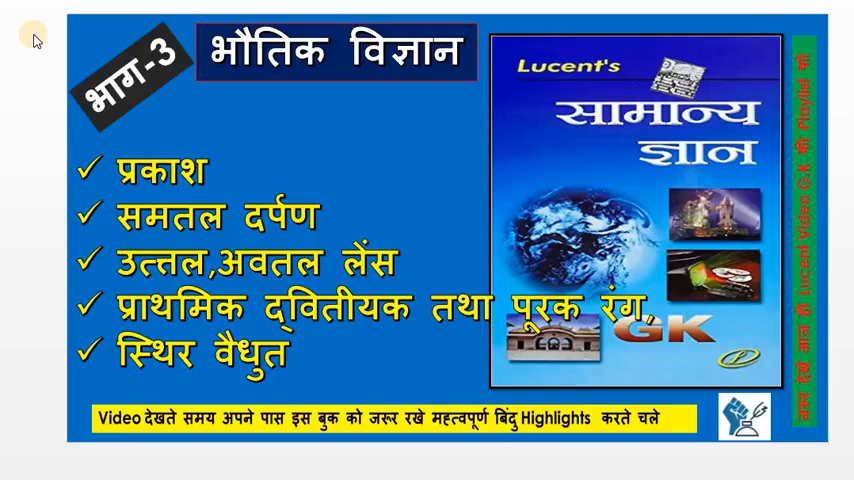 भाग-3
भौतिक विज्ञान
Lucent's
सामान्य
ज्ञान
GK
✓ प्रकाश
✓ समतल दर्पण
✓ उत्तल,अवतल लेंस
✓ प्राथमिक द्वितीयक तथा पूरक रंग,
✓ स्थिर वैधुत
Video देखते समय अपने पास इस बुक को जरूर रखे महत्वपूर्ण बिंदु Highlights करते चले
जरूर देखें आज ही Lucent Video G.K की Playlist को